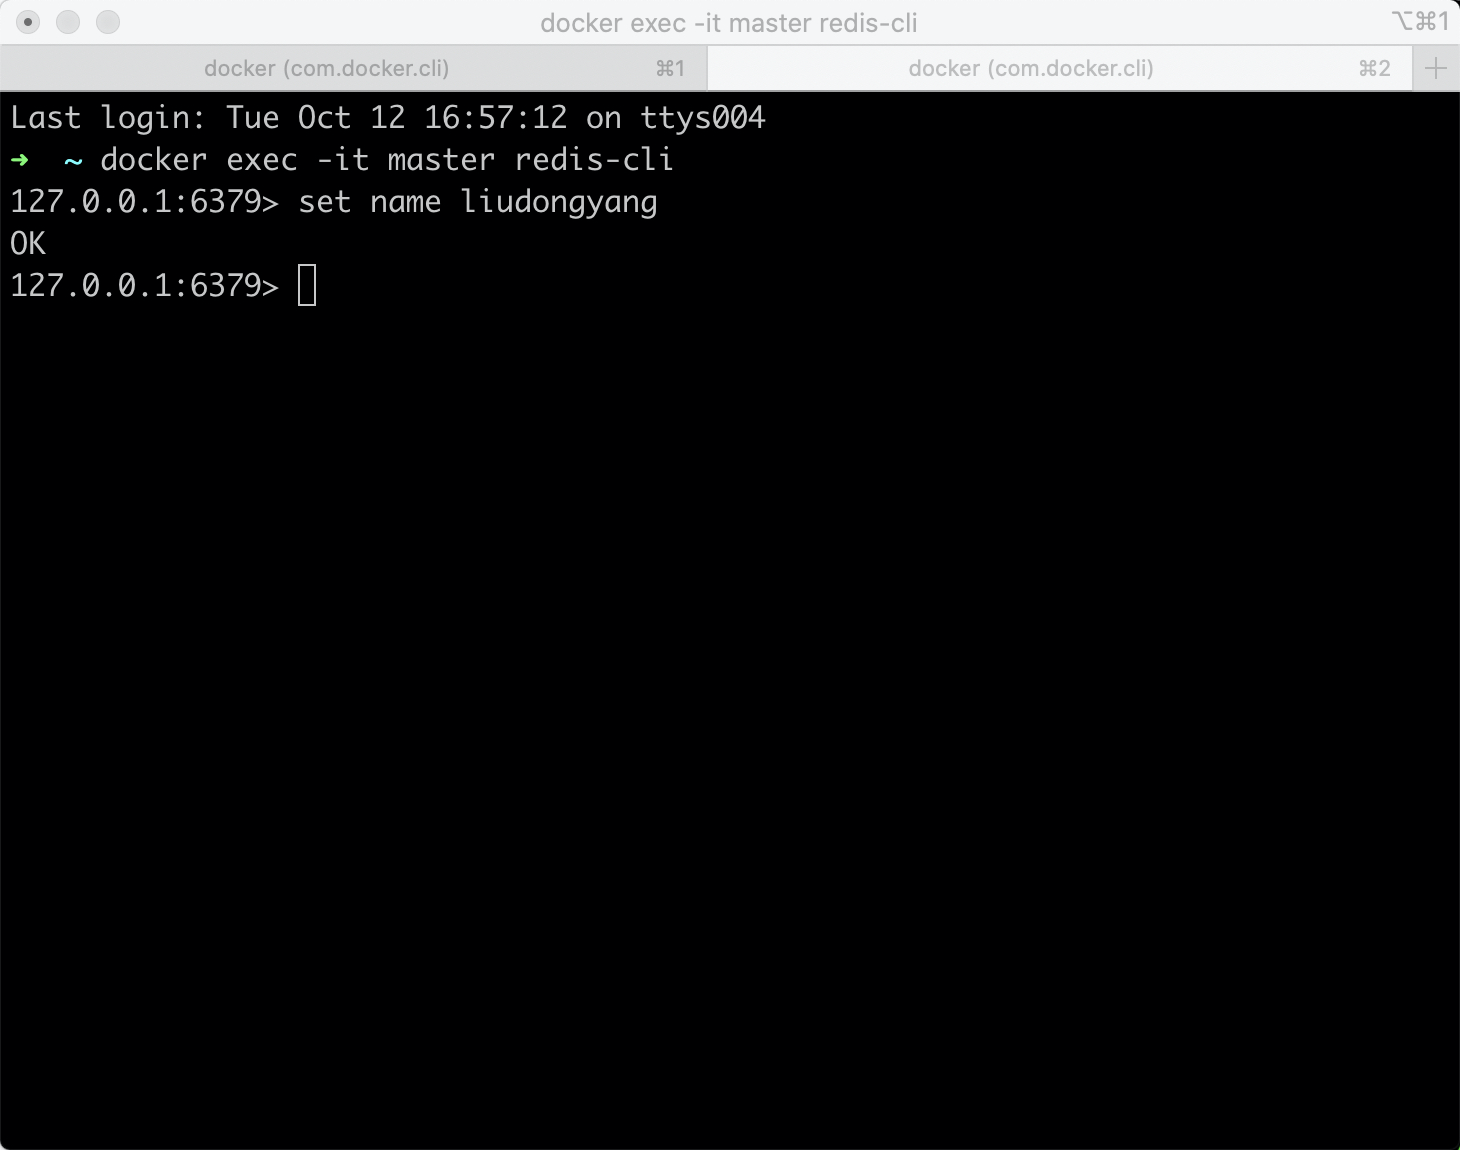 docker exec -it master redis-cli
⌥⌘1
docker (com.docker.cli) ⌘1
docker (com.docker.cli) ⌘2
Last login: Tue Oct 12 16:57:12 on ttys004
➜  ~ docker exec -it master redis-cli
127.0.0.1:6379> set name liudongyang
OK
127.0.0.1:6379>